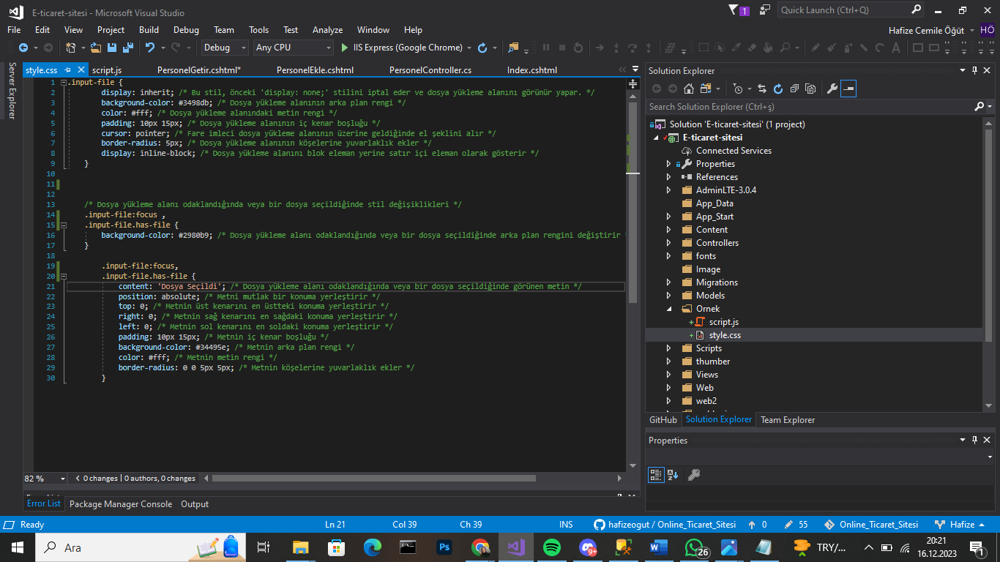 E-ticaret-sitesi - Microsoft Visual Studio
1
Quick Launch (Ctrl+Q)
File Edit View Project Build Debug Team Tools Test Analyze Window Help
Hafize Cemile Öğüt
HÖ
Debug Any CPU IIS Express (Google Chrome)
Server Explorer
style.css script.js PersonelGetir.cshtml* PersonelEkle.cshtml PersonelController.cs Index.cshtml
1 .input-file {
2 display: inherit; /* Bu stil, önceki 'display: none;' stilini iptal eder ve dosya yükleme alanını görünür yapar. */
3 background-color: #3498db; /* Dosya yükleme alanının arka plan rengi */
4 color: #fff; /* Dosya yükleme alanındaki metin rengi */
5 padding: 10px 15px; /* Dosya yükleme alanının iç kenar boşluğu */
6 cursor: pointer; /* Fare imleci dosya yükleme alanının üzerine geldiğinde el şeklini alır */
7 border-radius: 5px; /* Dosya yükleme alanının köşelerine yuvarlaklık ekler */
8 display: inline-block; /* Dosya yükleme alanını blok eleman yerine satır içi eleman olarak gösterir */
9 }
10
11
12
13 /* Dosya yükleme alanı odaklandığında veya bir dosya seçildiğinde stil değişiklikleri */
14 .input-file:focus ,
15 .input-file.has-file {
16 background-color: #2980b9; /* Dosya yükleme alanı odaklandığında veya bir dosya seçildiğinde arka plan rengini değiştirir *
17 }
18
19 .input-file:focus,
20 .input-file.has-file {
21 content: 'Dosya Seçildi'; /* Dosya yükleme alanı odaklandığında veya bir dosya seçildiğinde görünen metin */
22 position: absolute; /* Metni mutlak bir konuma yerleştirir */
23 top: 0; /* Metnin üst kenarını en üstteki konuma yerleştirir */
24 right: 0; /* Metnin sağ kenarını en sağdaki konuma yerleştirir */
25 left: 0; /* Metnin sol kenarını en soldaki konuma yerleştirir */
26 padding: 10px 15px; /* Metnin iç kenar boşluğu */
27 background-color: #34495e; /* Metnin arka plan rengi */
28 color: #fff; /* Metnin metin rengi */
29 border-radius: 0 0 5px 5px; /* Metnin köşelerine yuvarlaklık ekler */
30 }
82 % 0 changes | 0 authors, 0 changes
Error List Package Manager Console Output
Solution Explorer
Search Solution Explorer (Ctrl+ş)
Solution 'E-ticaret-sitesi' (1 project)
E-ticaret-sitesi
Connected Services
Properties
References
AdminLTE-3.0.4
App_Data
App_Start
Content
Controllers
fonts
Image
Migrations
Models
Ornek
script.js
style.css
Scripts
thumber
Views
Web
web2
GitHub Solution Explorer Team Explorer
Properties
Ready Ln 21 Col 39 Ch 39 INS hafizeogut / Online_Ticaret_Sitesi 0 55 Online_Ticaret_Sitesi Hafize
Ara
Ps
9+
26
TRY/...
20:21
16.12.2023
1